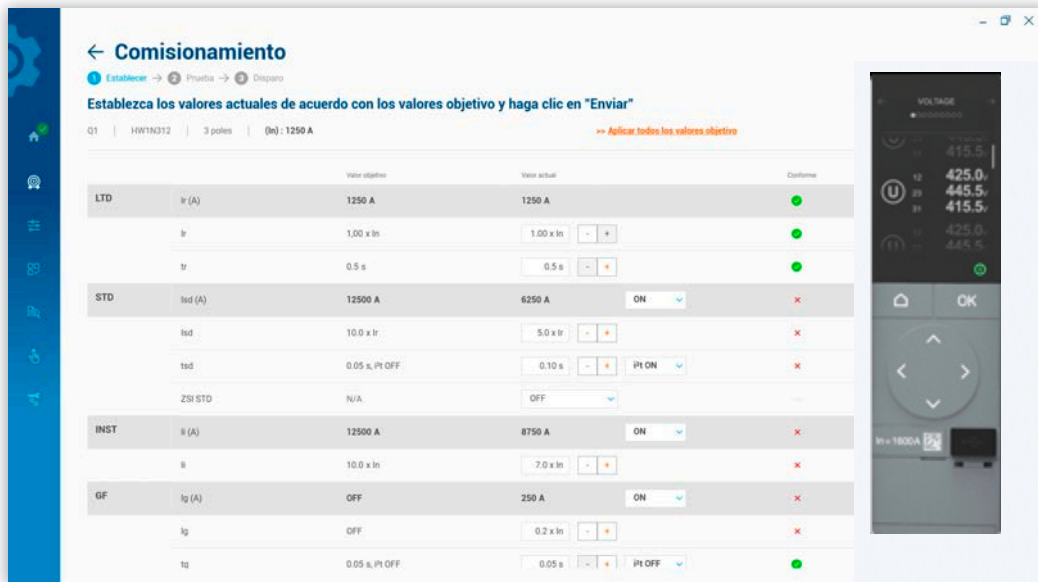 ← Comisionamiento
1 Establecer → 2 Prueba → 3 Disparo
Establezca los valores actuales de acuerdo con los valores objetivo y haga clic en "Enviar"
Q1 | HW1N312 | 3 poles | (In) : 1250 A
>> Aplicar todos los valores objetivo
Valor objetivo Valor actual Conforme
LTD Ir (A) 1250 A 1250 A
Ir 1,00 x In 1.00 x In - +
tr 0.5 s 0.5 s - +
STD Isd (A) 12500 A 6250 A ON
Isd 10.0 x Ir 5.0 x Ir - +
tsd 0.05 s, i²t OFF 0.10 s - + i²t ON
ZSI STD N/A OFF
INST Ii (A) 12500 A 8750 A ON
Ii 10.0 x In 7.0 x In - +
GF Ig (A) OFF 250 A ON
Ig OFF 0.2 x In - +
tg 0.05 s, i²t OFF 0.05 s - + i²t OFF
← VOLTAGE →
31 415.5V
U 12 425.0V
23 445.5V
31 415.5V
12 425.0
23 445.5
OK
In = 1600A